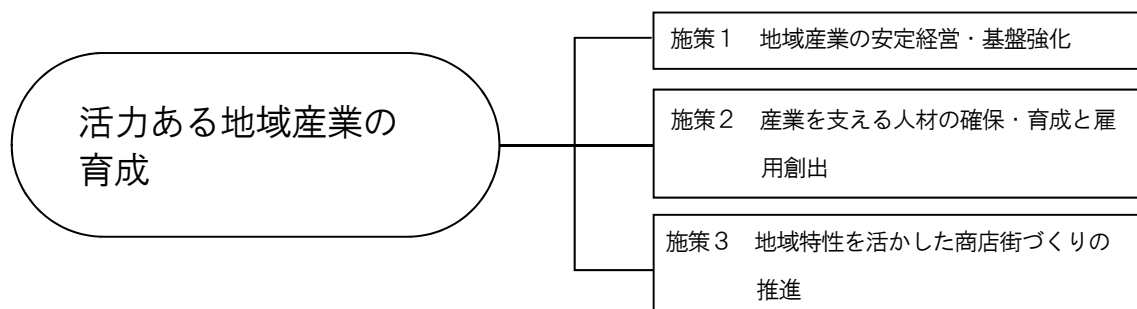 活力ある地域産業の
育成
施策１　地域産業の安定経営・基盤強化
施策２　産業を支える人材の確保・育成と雇
用創出
施策３　地域特性を活かした商店街づくりの
推進